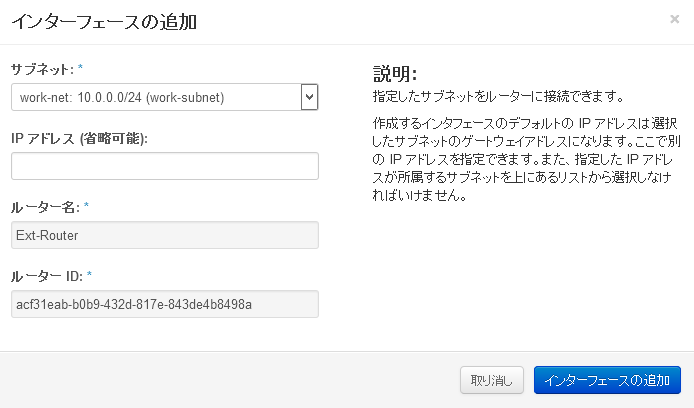 インターフェースの追加
×
サブネット: *
work-net: 10.0.0.0/24 (work-subnet)
IP アドレス (省略可能):
ルーター名: *
Ext-Router
ルーター ID: *
acf31eab-b0b9-432d-817e-843de4b8498a
説明:
指定したサブネットをルーターに接続できます。
作成するインタフェースのデフォルトの IP アドレスは選択
したサブネットのゲートウェイアドレスになります。ここで別
の IP アドレスを指定できます。また、指定した IP アドレ
スが所属するサブネットを上にあるリストから選択しなけ
ればいけません。
取り消し
インターフェースの追加